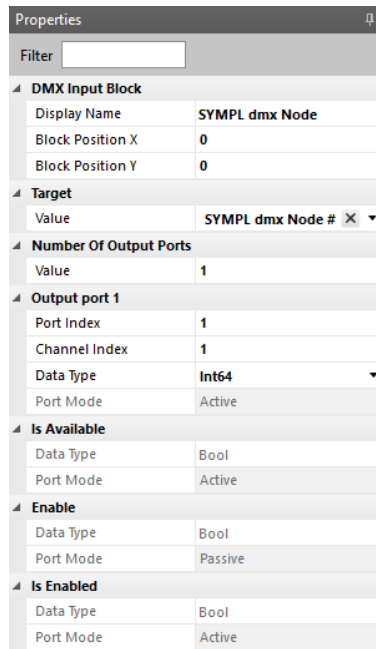 Properties
Filter
DMX Input Block
Display Name SYMPL dmx Node
Block Position X 0
Block Position Y 0
Target
Value SYMPL dmx Node #
Number Of Output Ports
Value 1
Output port 1
Port Index 1
Channel Index 1
Data Type Int64
Port Mode Active
Is Available
Data Type Bool
Port Mode Active
Enable
Data Type Bool
Port Mode Passive
Is Enabled
Data Type Bool
Port Mode Active